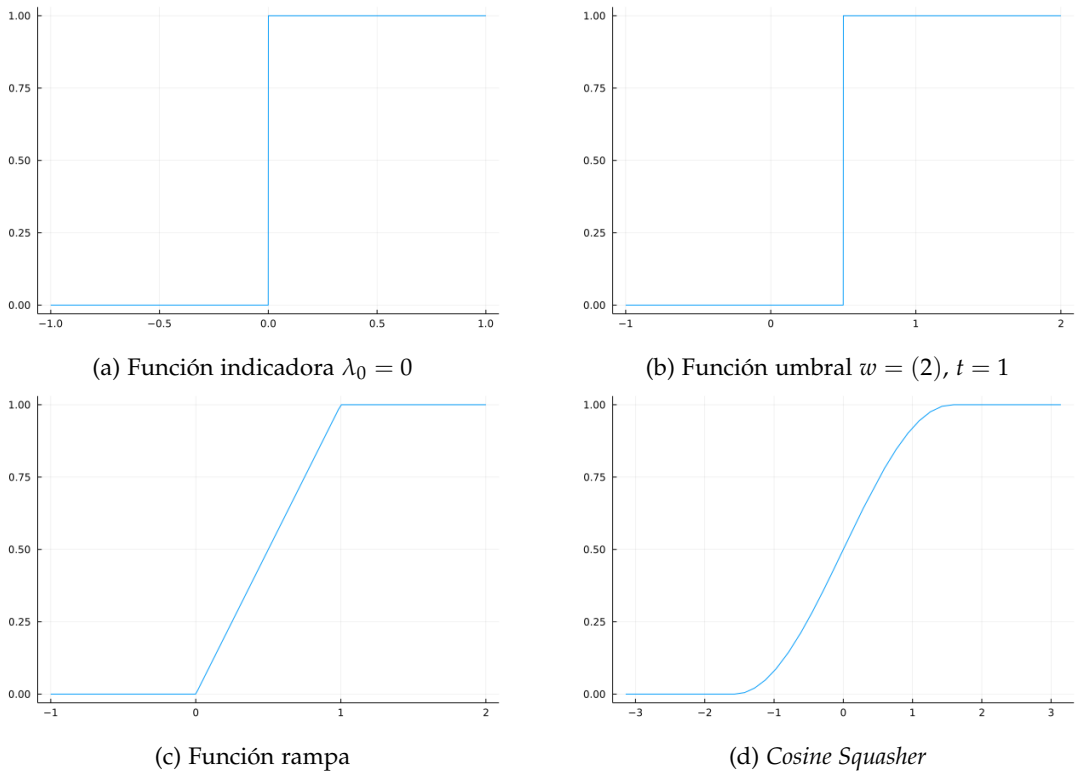 1.00
0.75
0.50
0.25
0.00
−1.0 −0.5 0.0 0.5 1.0
(a) Función indicadora λ₀ = 0
1.00
0.75
0.50
0.25
0.00
−1 0 1 2
(b) Función umbral w = (2), t = 1
1.00
0.75
0.50
0.25
0.00
−1 0 1 2
(c) Función rampa
1.00
0.75
0.50
0.25
0.00
−3 −2 −1 0 1 2 3
(d) Cosine Squasher